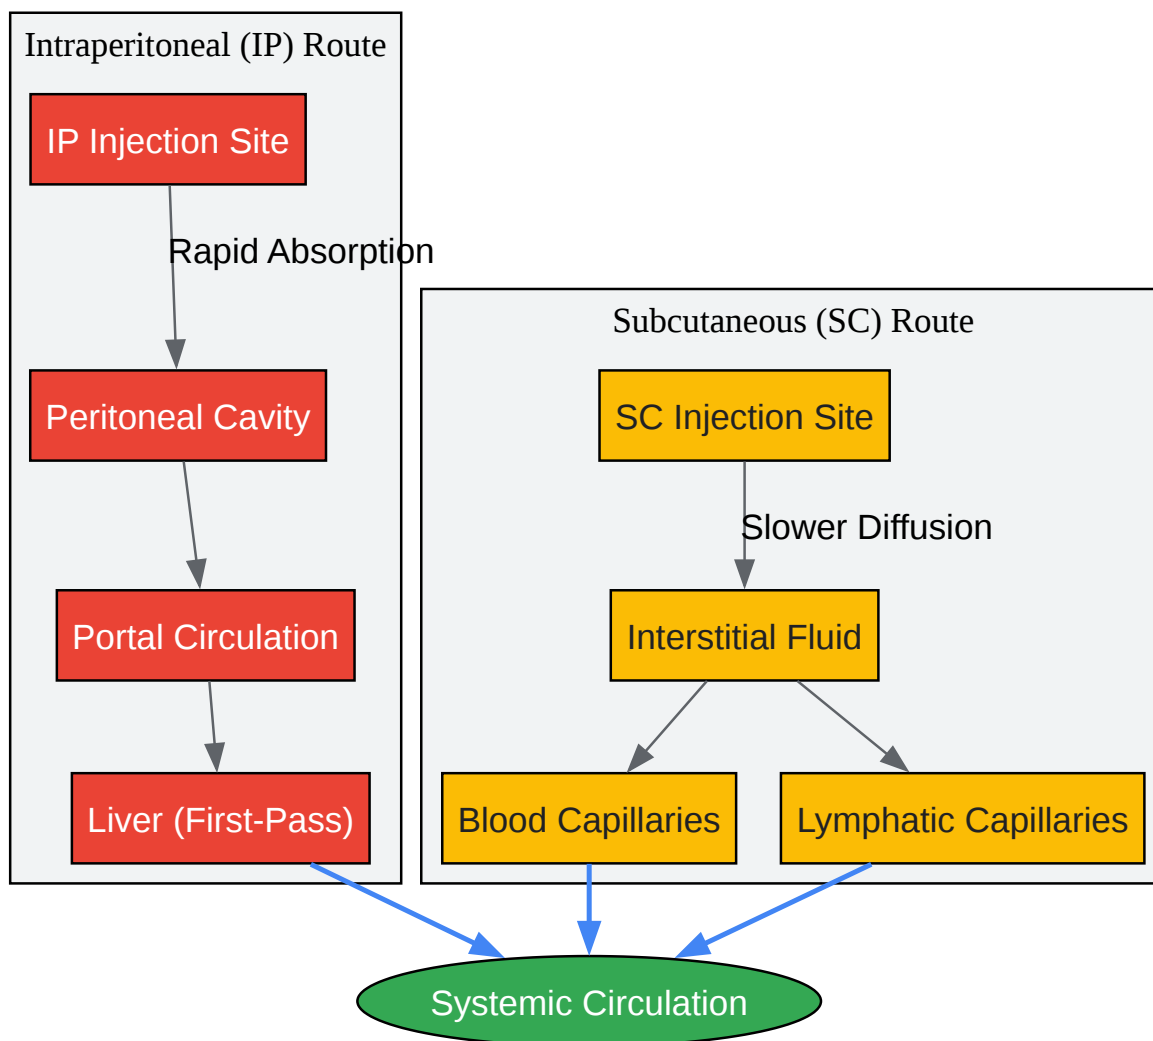 Intraperitoneal (IP) Route
IP Injection Site
Rapid Absorption
Peritoneal Cavity
Portal Circulation
Liver (First-Pass)
Subcutaneous (SC) Route
SC Injection Site
Slower Diffusion
Interstitial Fluid
Blood Capillaries
Lymphatic Capillaries
Systemic Circulation